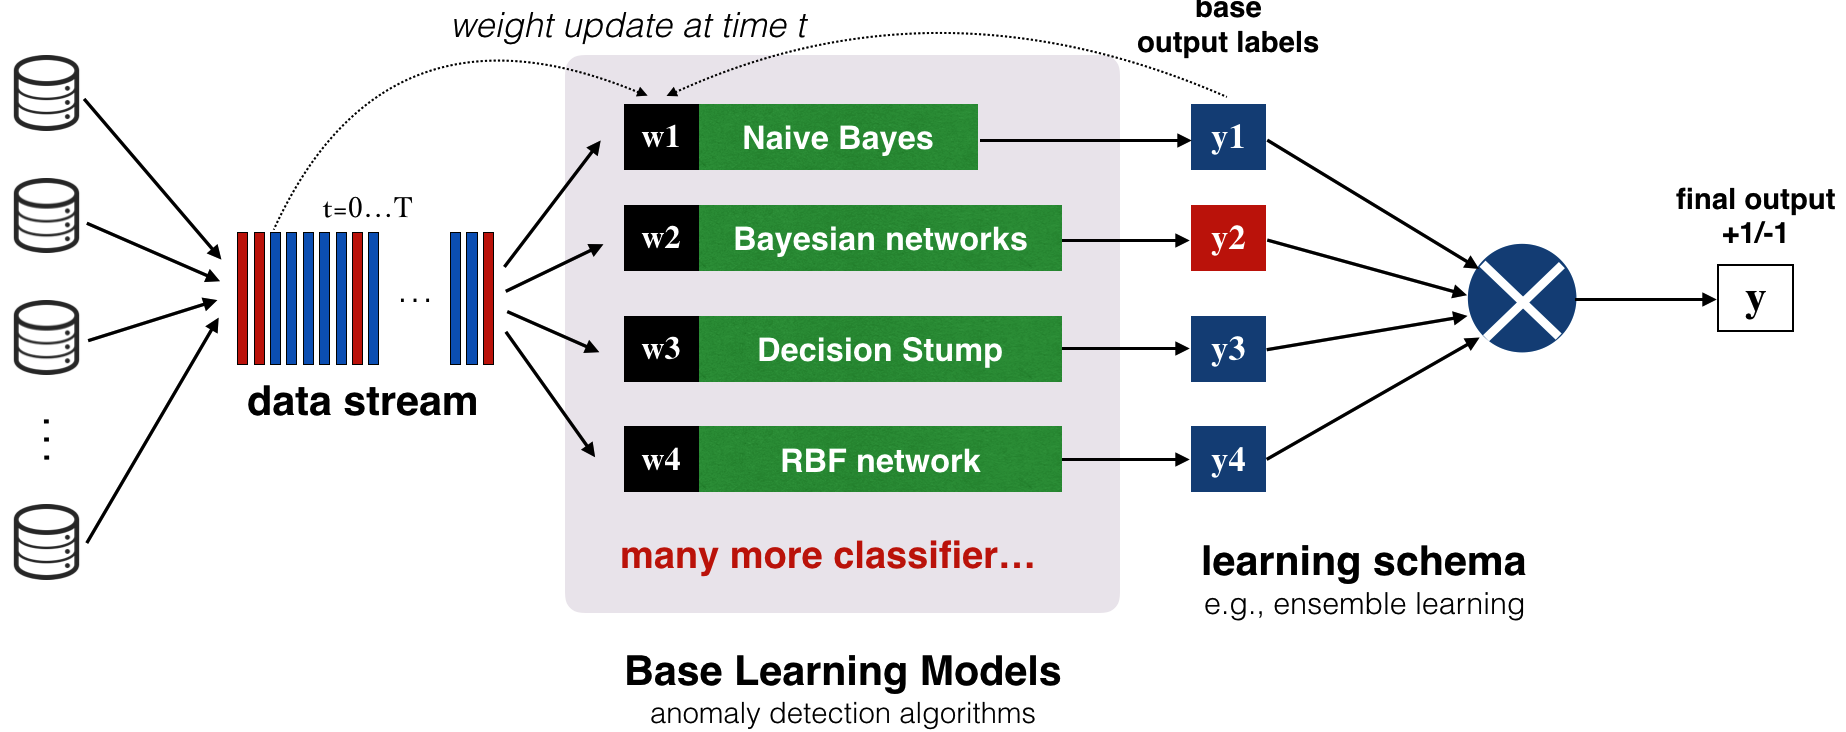 weight update at time t
base
output labels
t=0...T
...
data stream
w1 Naive Bayes y1
w2 Bayesian networks y2
w3 Decision Stump y3
w4 RBF network y4
many more classifier...
final output
+1/-1
y
learning schema
e.g., ensemble learning
Base Learning Models
anomaly detection algorithms